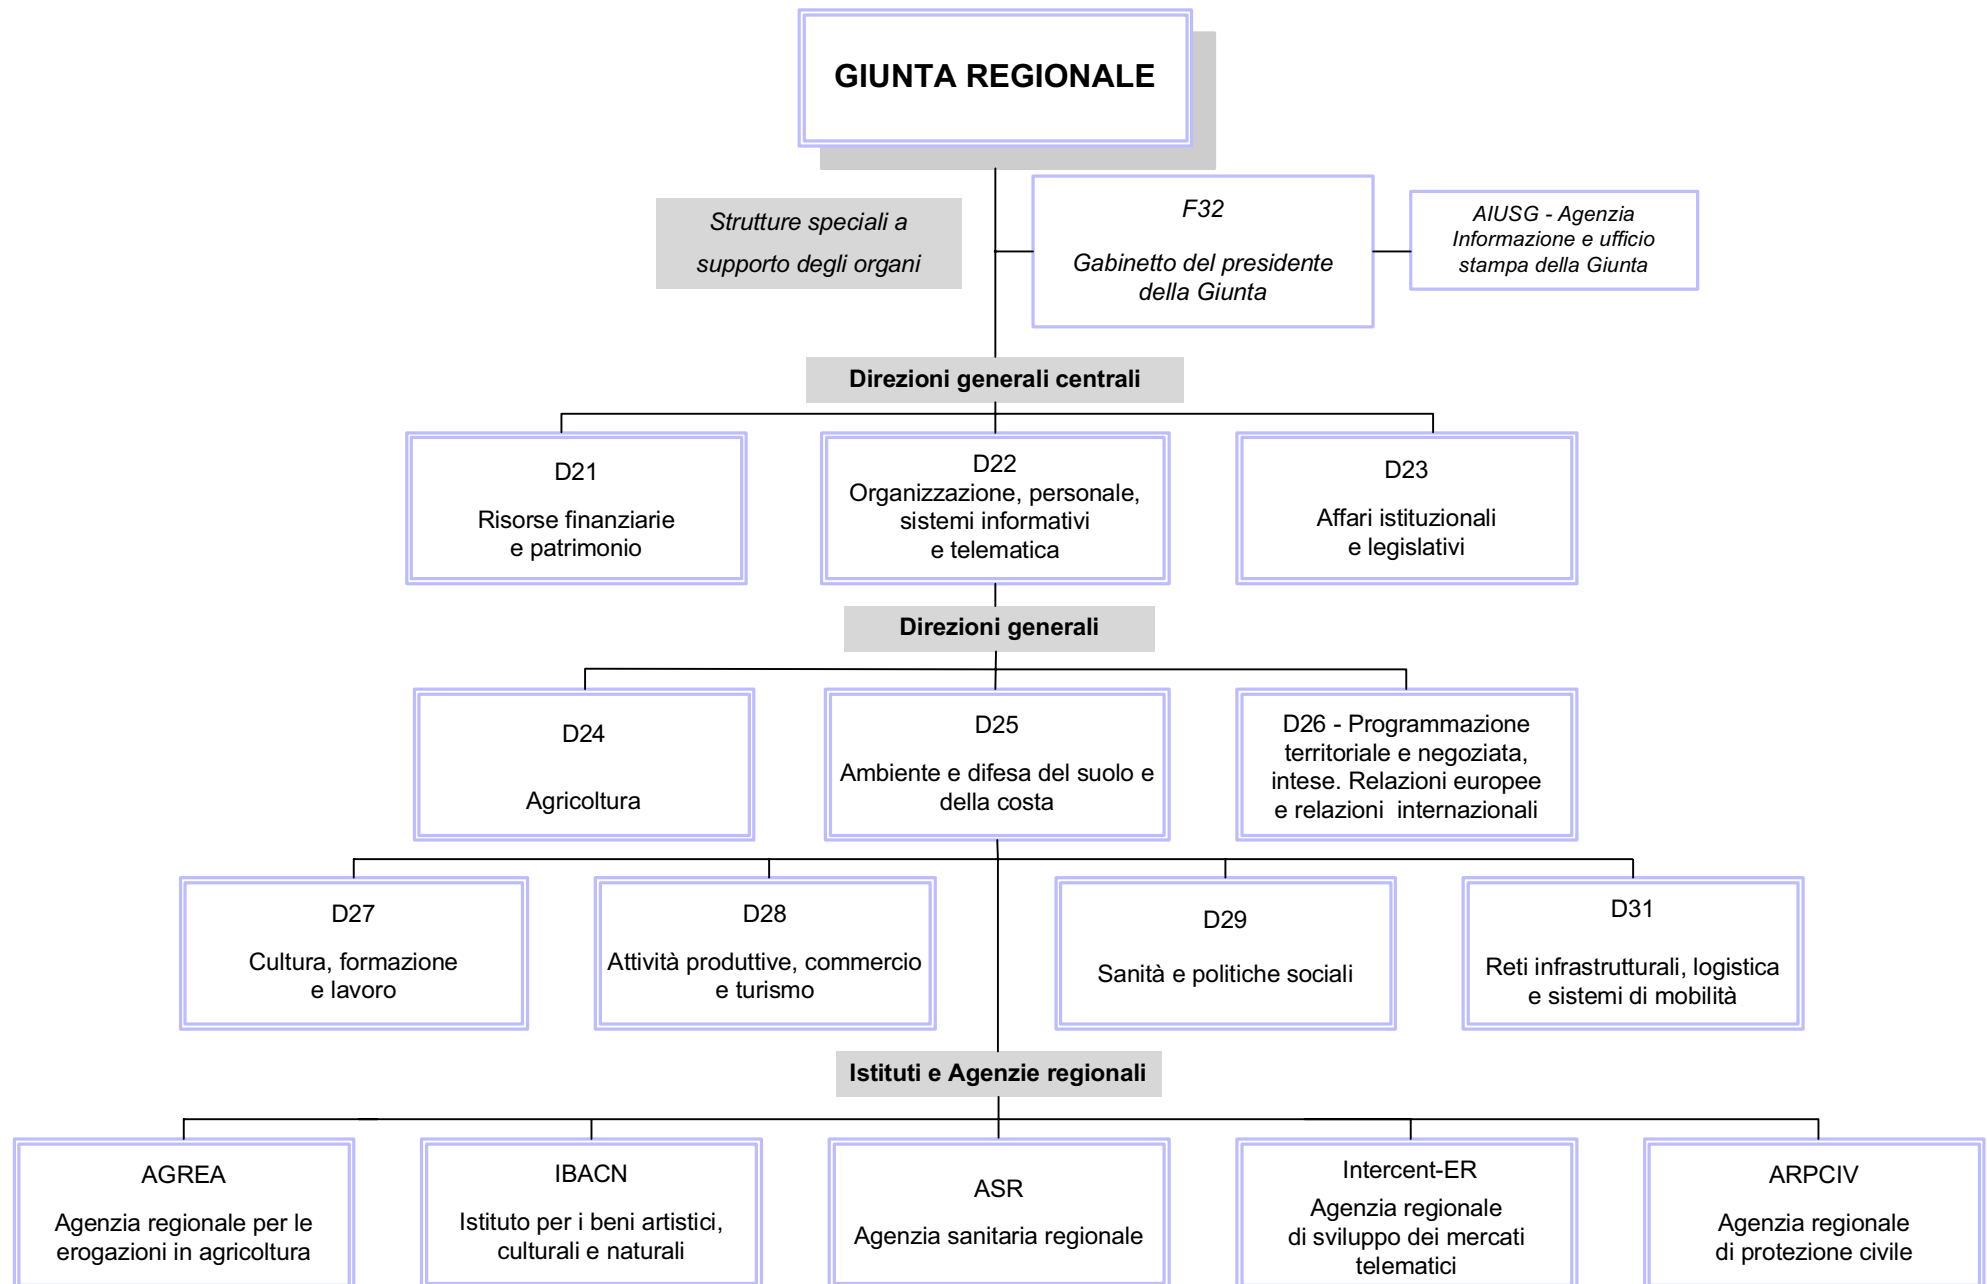 GIUNTA REGIONALE
Strutture speciali a
supporto degli organi
F32
Gabinetto del presidente
della Giunta
AIUSG - Agenzia
Informazione e ufficio
stampa della Giunta
Direzioni generali centrali
D21
Risorse finanziarie
e patrimonio
D22
Organizzazione, personale,
sistemi informativi
e telematica
D23
Affari istituzionali
e legislativi
Direzioni generali
D24
Agricoltura
D25
Ambiente e difesa del suolo e
della costa
D26 - Programmazione
territoriale e negoziata,
intese. Relazioni europee
e relazioni internazionali
D27
Cultura, formazione
e lavoro
D28
Attività produttive, commercio
e turismo
D29
Sanità e politiche sociali
D31
Reti infrastrutturali, logistica
e sistemi di mobilità
Istituti e Agenzie regionali
AGREA
Agenzia regionale per le
erogazioni in agricoltura
IBACN
Istituto per i beni artistici,
culturali e naturali
ASR
Agenzia sanitaria regionale
Intercent-ER
Agenzia regionale
di sviluppo dei mercati
telematici
ARPCIV
Agenzia regionale
di protezione civile